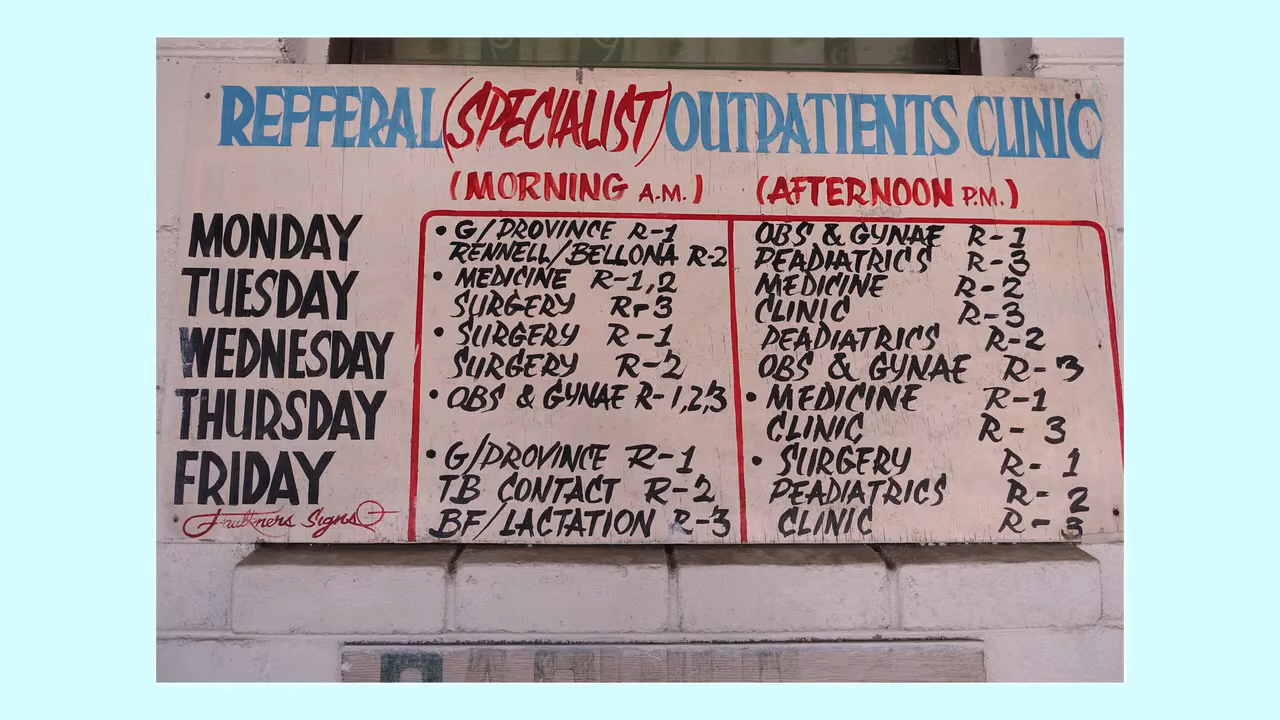 REFFERAL (SPECIALIST) OUTPATIENTS CLINIC
(MORNING A.M.) (AFTERNOON P.M.)
MONDAY • G/PROVINCE R-1 OBS & GYNAE R-1
RENNELL/BELLONA R-2 PEADIATRICS R-3
TUESDAY • MEDICINE R-1,2 MEDICINE R-2
SURGERY R-3 CLINIC R-3
WEDNESDAY • SURGERY R-1 PEADIATRICS R-2
SURGERY R-2 OBS & GYNAE R-3
THURSDAY • OBS & GYNAE R-1,2,3 • MEDICINE R-1
CLINIC R-3
FRIDAY • G/PROVINCE R-1 • SURGERY R-1
TB CONTACT R-2 PEADIATRICS R-2
BF/LACTATION R-3 CLINIC R-3
Signs